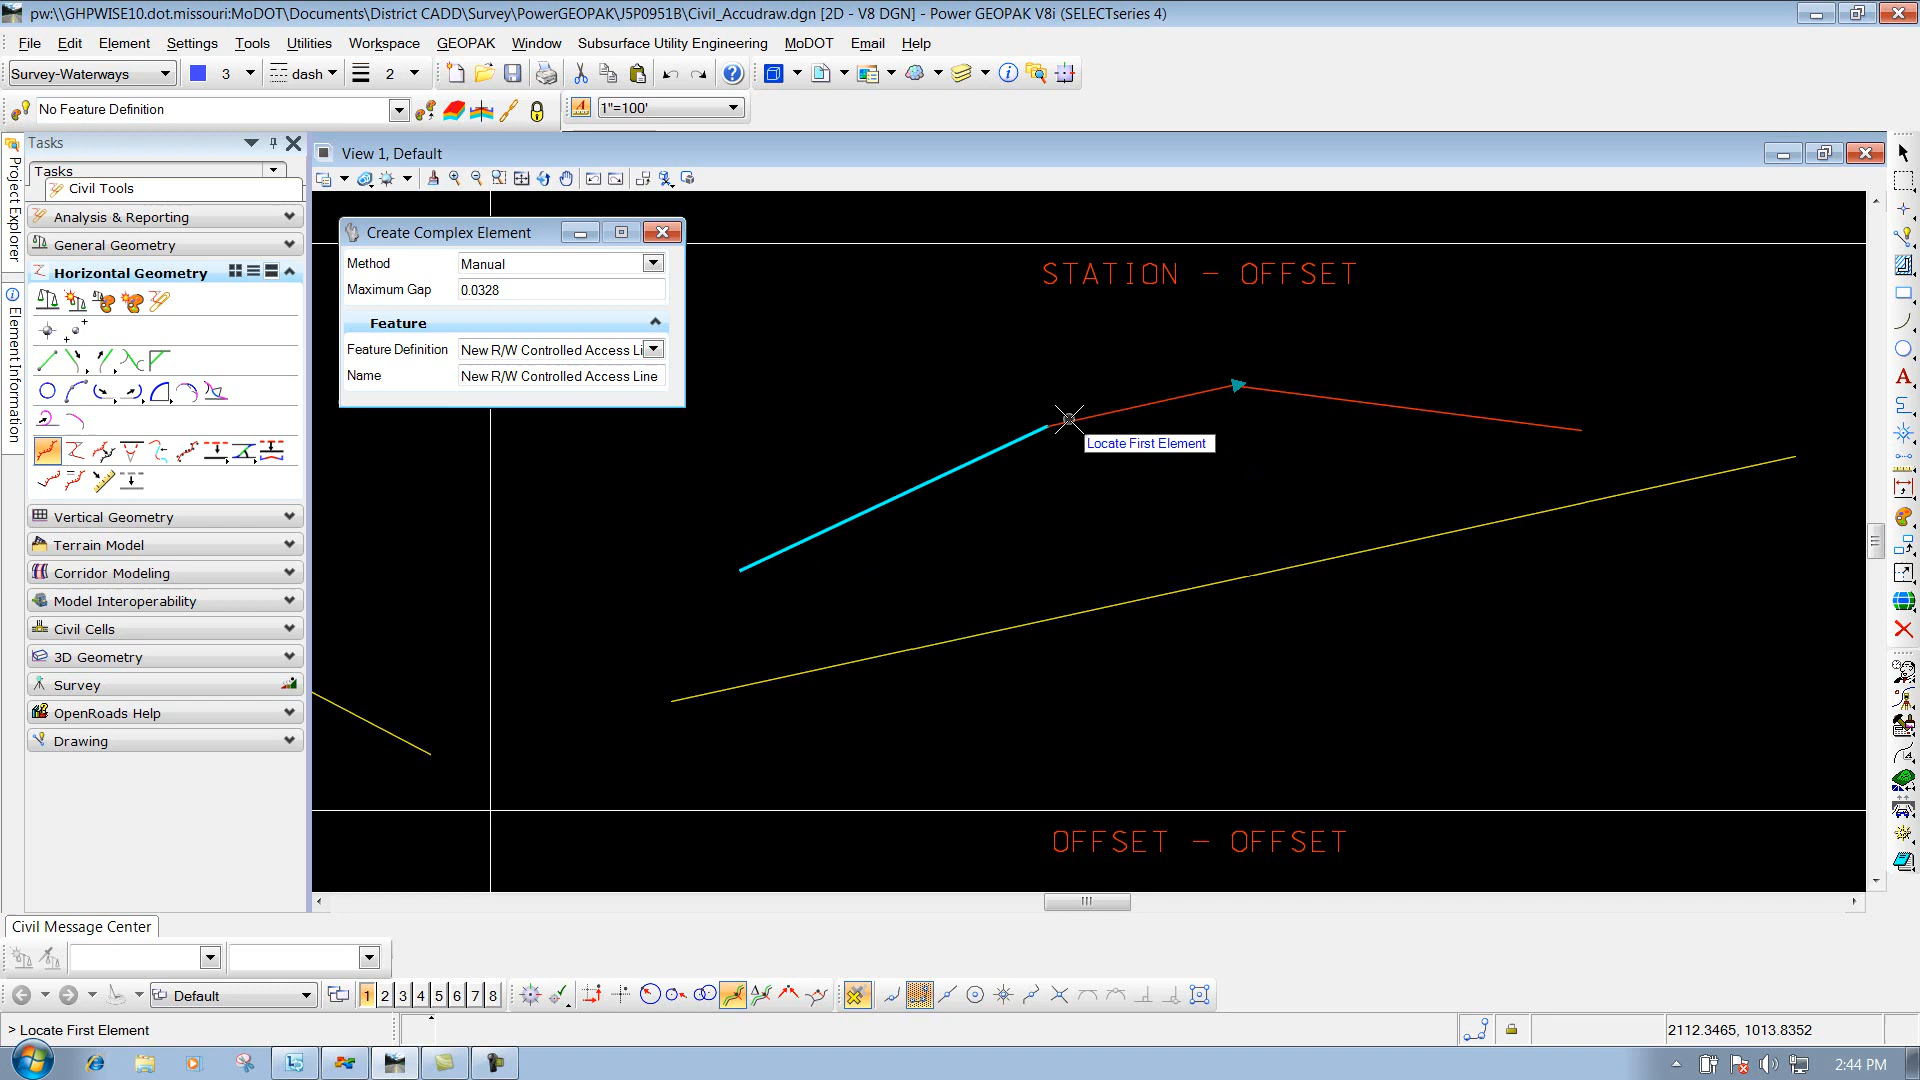 pw:\\GHPWISE10.dot.missouri:MoDOT\Documents\District CADD\Survey\PowerGEOPAK\J5P0951B\Civil_Accudraw.dgn [2D - V8 DGN] - Power GEOPAK V8i (SELECTseries 4)
File Edit Element Settings Tools Utilities Workspace GEOPAK Window Subsurface Utility Engineering MoDOT Email Help
Survey-Waterways 3 dash 2
No Feature Definition 1"=100'
Tasks
Tasks
Civil Tools
Analysis & Reporting
General Geometry
Horizontal Geometry
Vertical Geometry
Terrain Model
Corridor Modeling
Model Interoperability
Civil Cells
3D Geometry
Survey
OpenRoads Help
Drawing
Project Explorer
Element Information
View 1, Default
Create Complex Element
Method Manual
Maximum Gap 0.0328
Feature
Feature Definition New R/W Controlled Access Li
Name New R/W Controlled Access Line
STATION - OFFSET
Locate First Element
OFFSET - OFFSET
Civil Message Center
Default 1 2 3 4 5 6 7 8
> Locate First Element 2112.3465, 1013.8352
2:44 PM